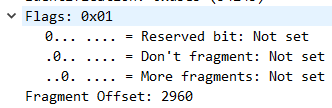 Flags: 0x01
0... .... = Reserved bit: Not set
.0.. .... = Don't fragment: Not set
..0. .... = More fragments: Not set
Fragment Offset: 2960